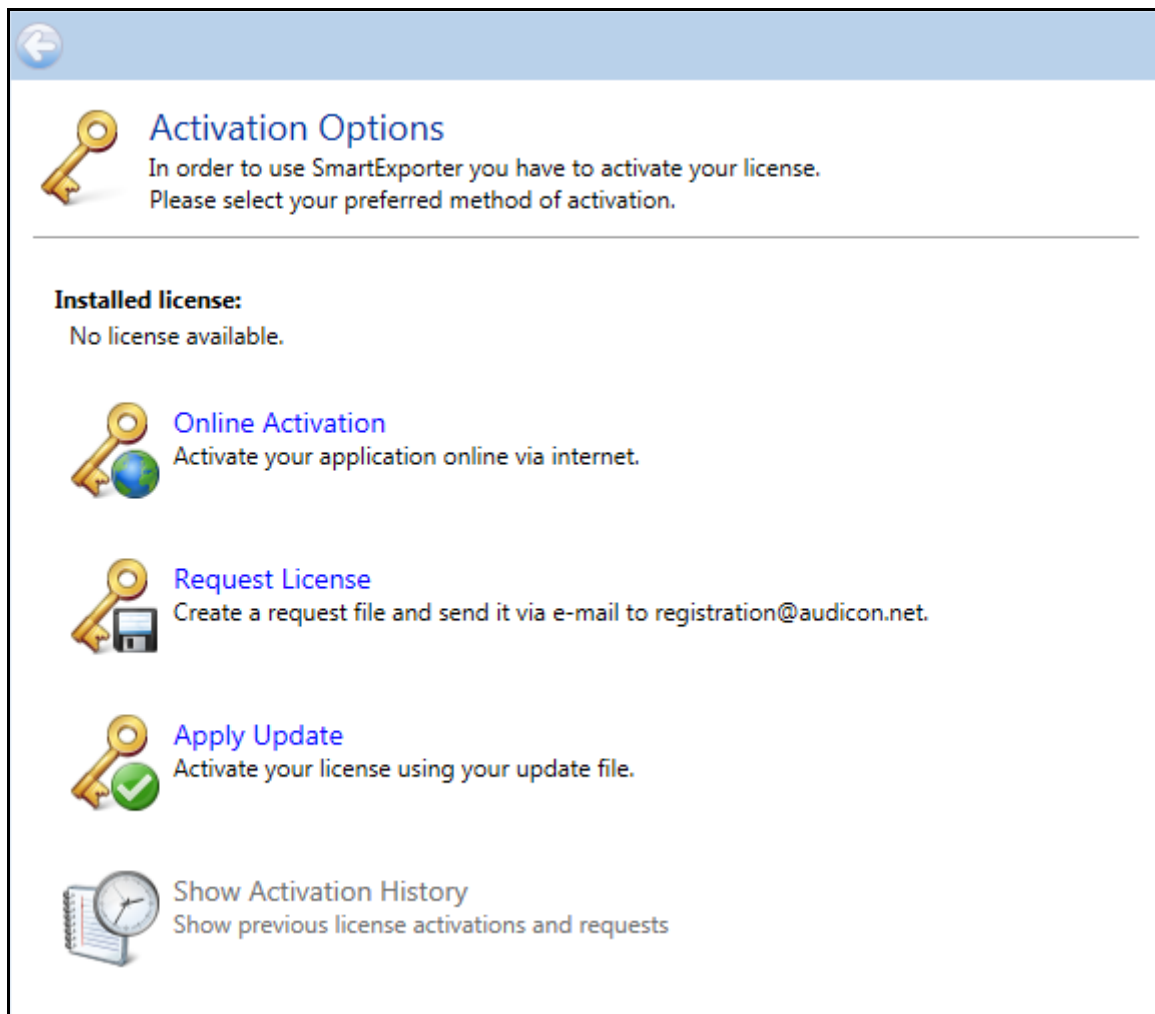 Activation Options
In order to use SmartExporter you have to activate your license.
Please select your preferred method of activation.
Installed license:
No license available.
Online Activation
Activate your application online via internet.
Request License
Create a request file and send it via e-mail to registration@audicon.net.
Apply Update
Activate your license using your update file.
Show Activation History
Show previous license activations and requests